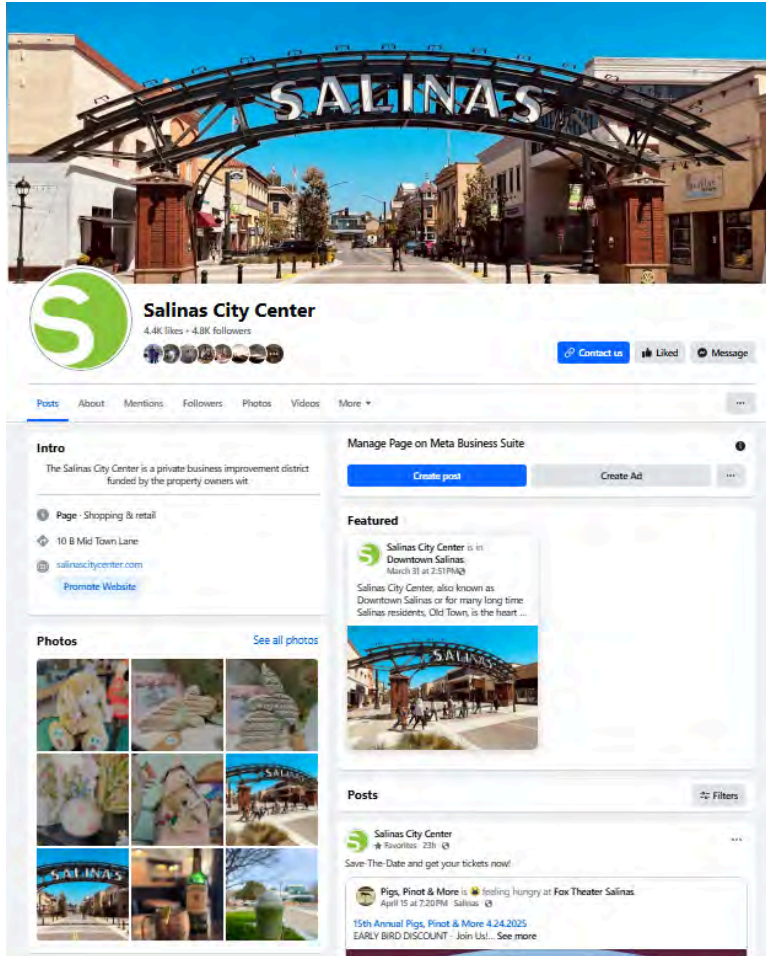 SALINAS
S
Salinas City Center
4.4K likes • 4.8K followers
Contact us
Liked
Message
Posts About Mentions Followers Photos Videos More
Intro
The Salinas City Center is a private business improvement district
funded by the property owners wit
Page · Shopping & retail
10 B Mid Town Lane
salinascitycenter.com
Promote Website
Photos
See all photos
SALINAS
SALINAS
Manage Page on Meta Business Suite
Create post
Create Ad
Featured
Salinas City Center is in
Downtown Salinas.
March 31 at 2:51PM
Salinas City Center, also known as
Downtown Salinas or for many long time
Salinas residents, Old Town, is the heart ...
SALINAS
Posts
Filters
Salinas City Center
Favorites · 23h
Save-The-Date and get your tickets now!
Pigs, Pinot & More is feeling hungry at Fox Theater Salinas.
April 15 at 7:20PM · Salinas
15th Annual Pigs, Pinot & More 4.24.2025
EARLY BIRD DISCOUNT - Join Us!... See more